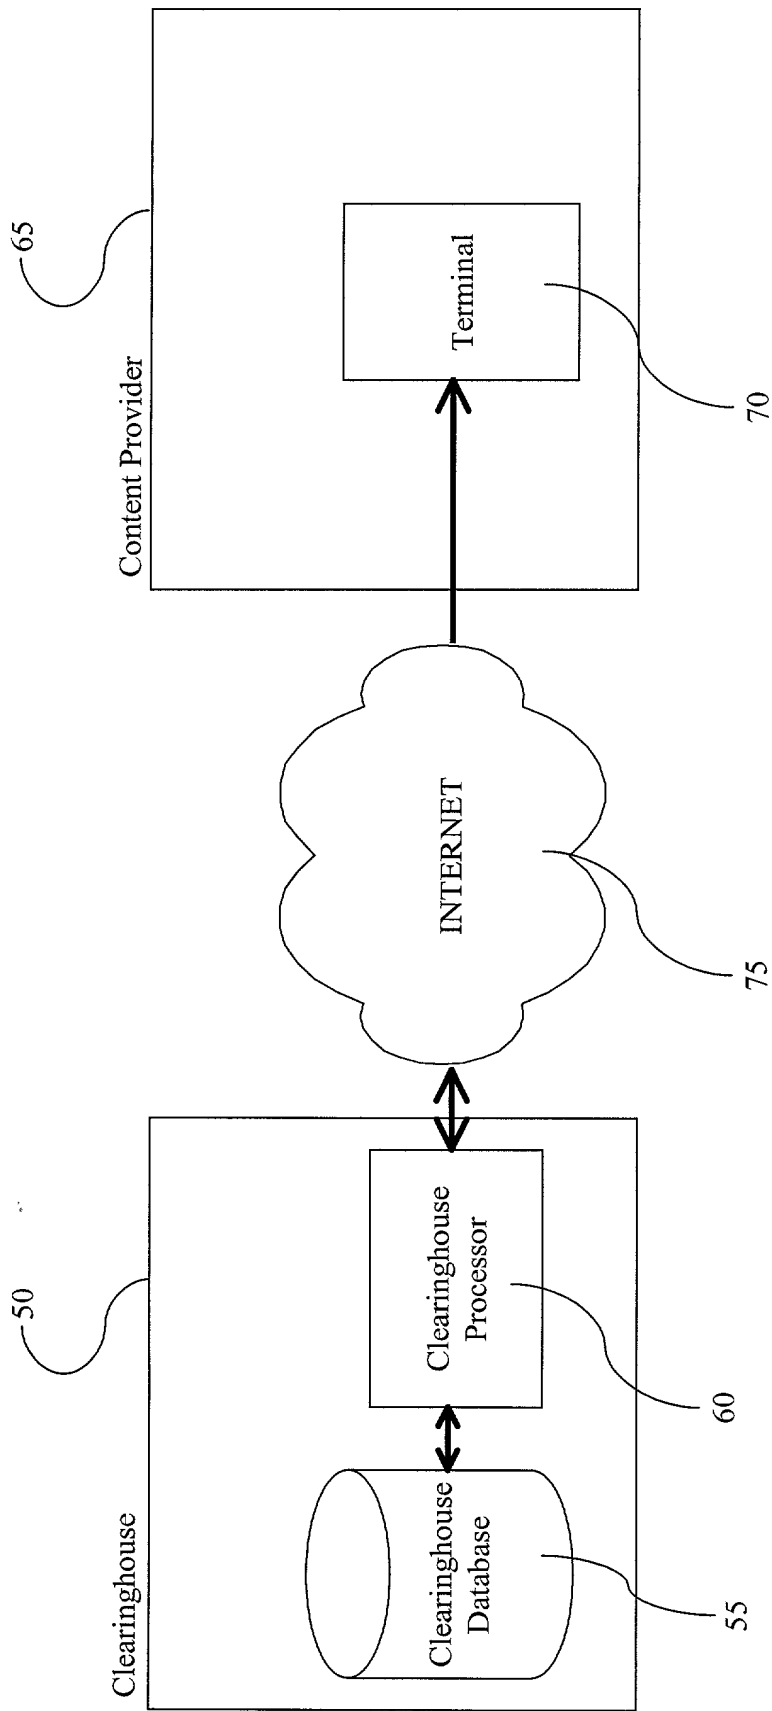 Clearinghouse
50
Clearinghouse
Database
55
Clearinghouse
Processor
60
INTERNET
75
Content Provider
65
Terminal
70